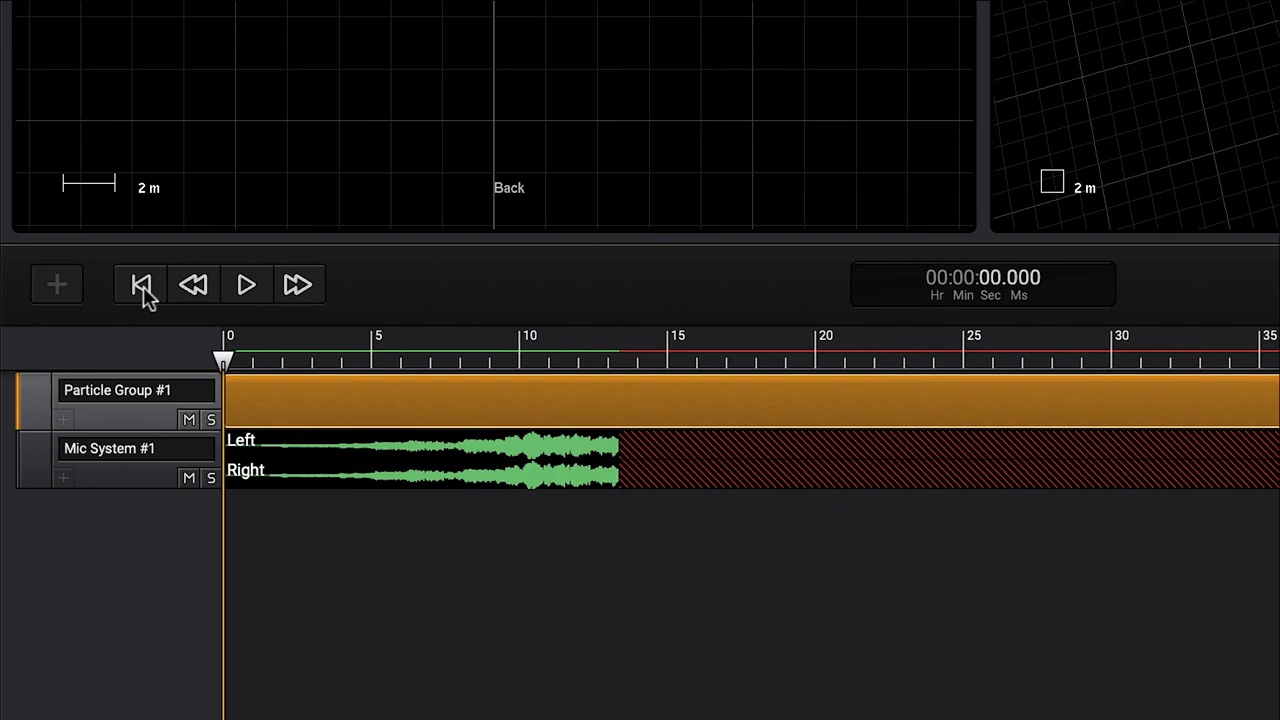 2 m
Back
2 m
00:00:00.000
Hr Min Sec Ms
0 5 10 15 20 25 30 35
Particle Group #1
M S
Left
Mic System #1
Right
M S